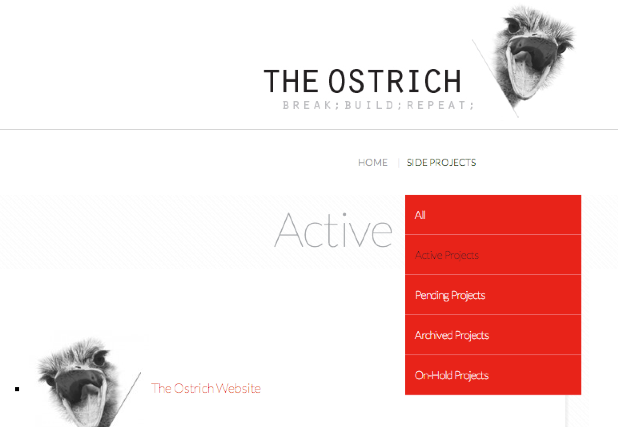 THE OSTRICH
BREAK; BUILD; REPEAT;
HOME
SIDE PROJECTS
All
Active
Active Projects
Pending Projects
Archived Projects
On-Hold Projects
The Ostrich Website